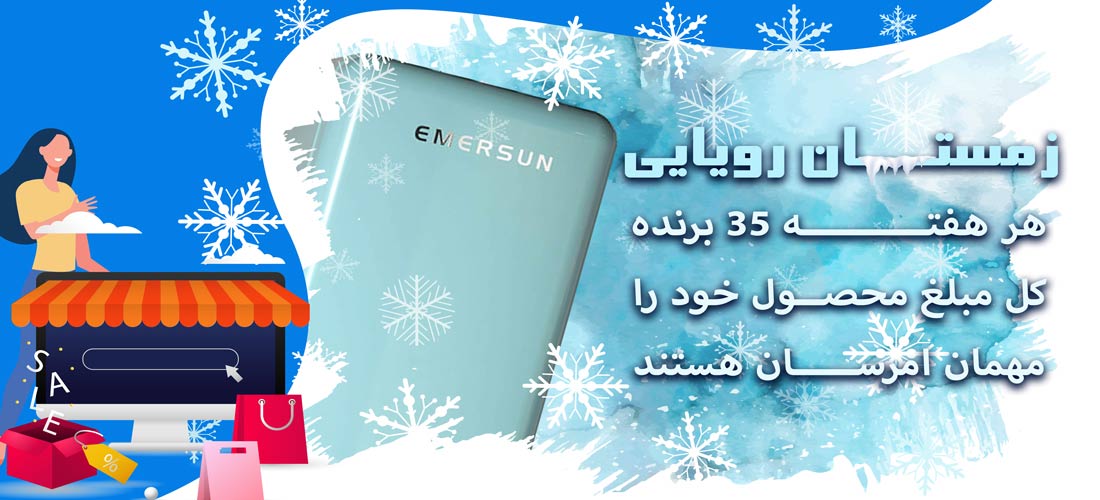 زمستان رویایی
هر هفته 35 برنده
کل مبلغ محصول خود را
مهمان امرسان هستند
EMERSUN
SALE
%